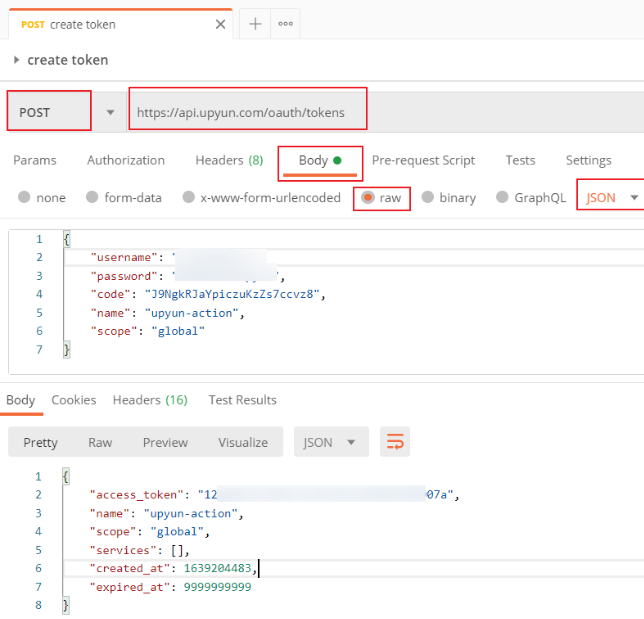 POST create token
create token
POST https://api.upyun.com/oauth/tokens
Params Authorization Headers (8) Body Pre-request Script Tests Settings
none form-data x-www-form-urlencoded raw binary GraphQL JSON
1 {
2 "username": "
3 "password": " ",
4 "code": "J9NgkRJaYpiczuKzZs7ccvz8",
5 "name": "upyun-action",
6 "scope": "global"
7 }
Body Cookies Headers (16) Test Results
Pretty Raw Preview Visualize JSON
1 {
2 "access_token": "12 07a",
3 "name": "upyun-action",
4 "scope": "global",
5 "services": [],
6 "created_at": 1639204483,
7 "expired_at": 9999999999
8 }